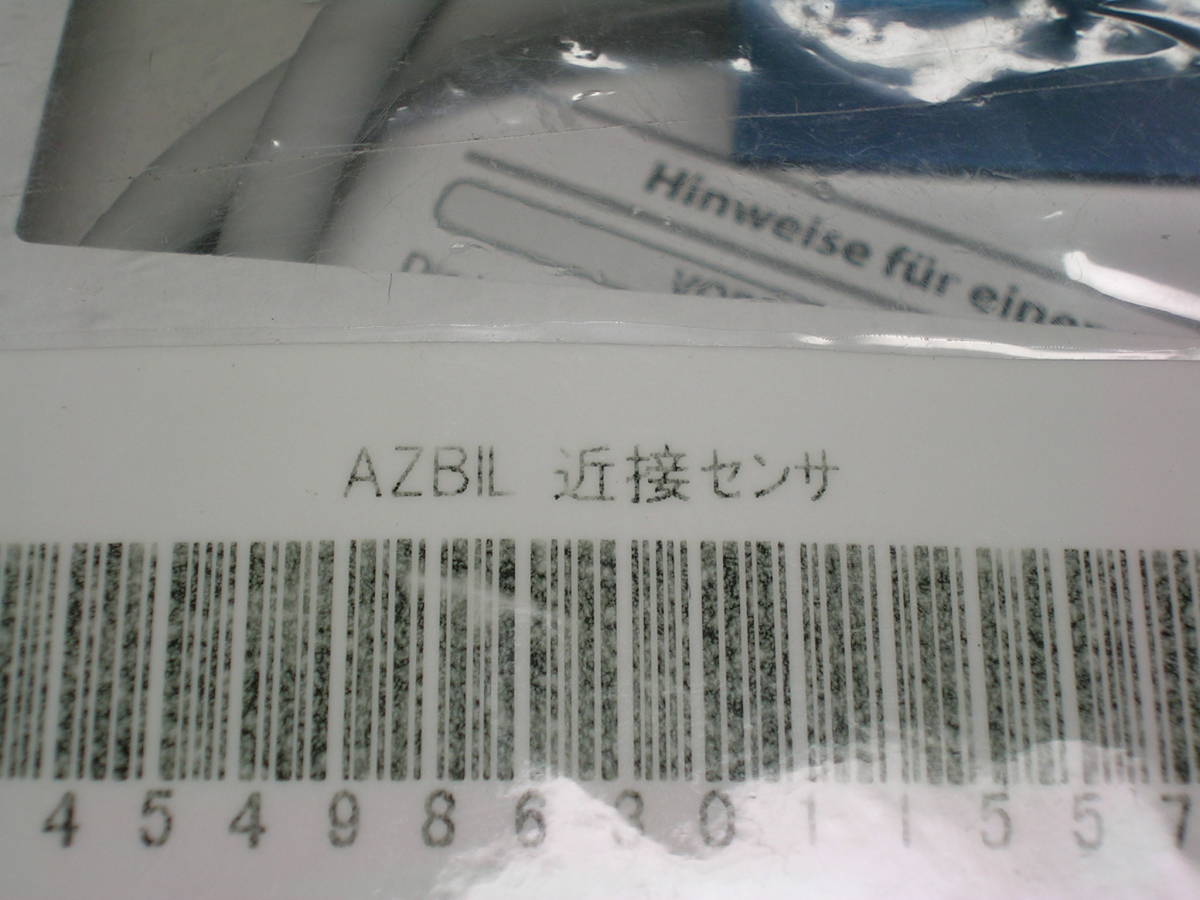 Hinweise für einen
AZBIL 近接センサ
4549863011557